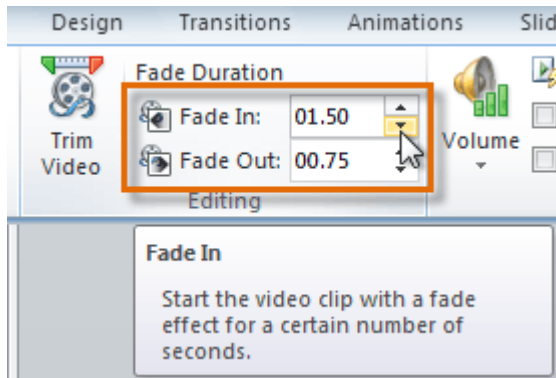 Design Transitions Animations Slid
Fade Duration
Fade In: 01.50
Trim
Video
Fade Out: 00.75
Volume
Editing
Fade In
Start the video clip with a fade
effect for a certain number of
seconds.